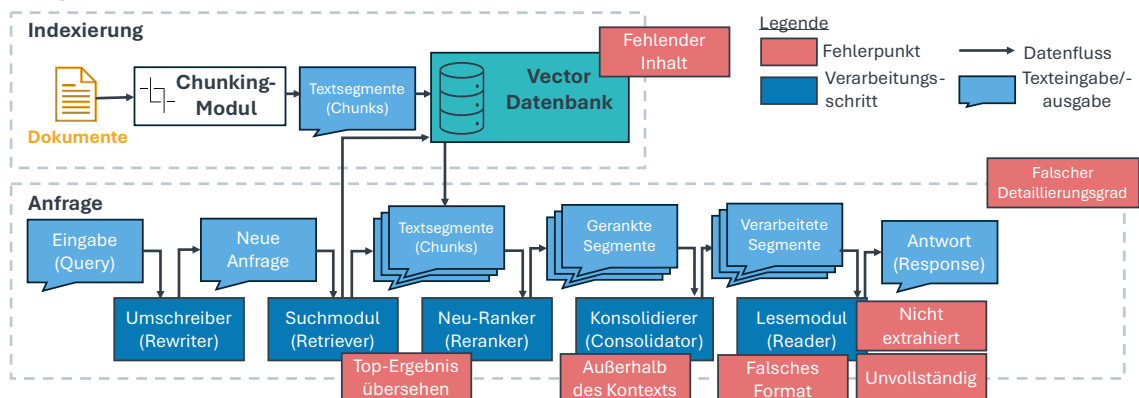 Indexierung
Dokumente
Chunking-
Modul
Textsegmente
(Chunks)
Vector
Datenbank
Fehlender
Inhalt
Legende
Fehlerpunkt
Verarbeitungs-
schritt
Datenfluss
Texteingabe/-
ausgabe
Falscher
Detaillierungsgrad
Anfrage
Eingabe
(Query)
Neue
Anfrage
Textsegmente
(Chunks)
Gerankte
Segmente
Verarbeitete
Segmente
Antwort
(Response)
Umschreiber
(Rewriter)
Suchmodul
(Retriever)
Neu-Ranker
(Reranker)
Konsolidierer
(Consolidator)
Lesemodul
(Reader)
Nicht
extrahiert
Top-Ergebnis
übersehen
Außerhalb
des Kontexts
Falsches
Format
Unvollständig